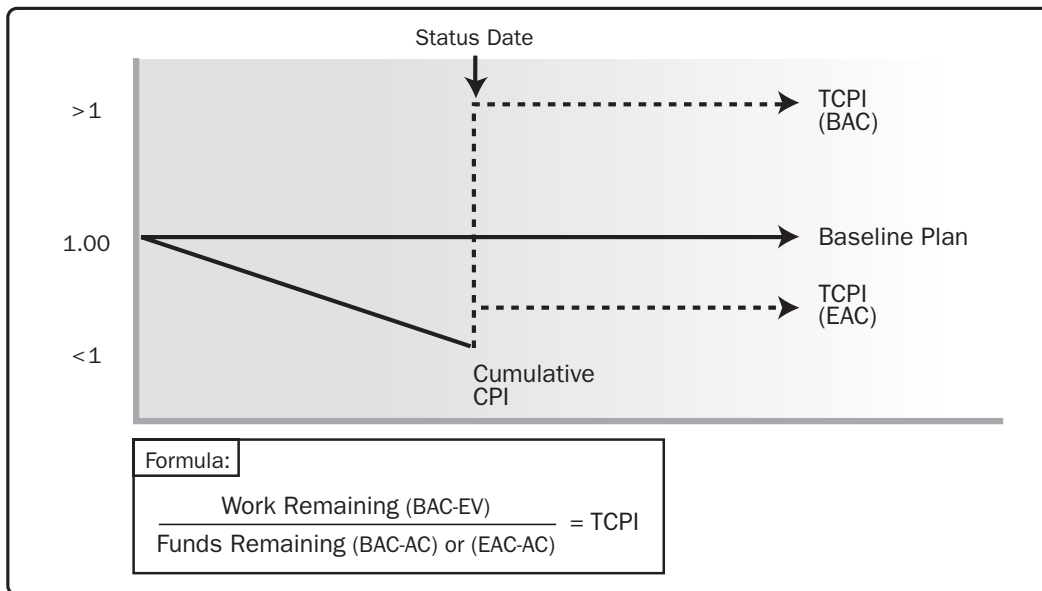 Status Date
>1
TCPI
(BAC)
1.00
Baseline Plan
TCPI
(EAC)
<1
Cumulative
CPI
Formula:
Work Remaining (BAC-EV)
Funds Remaining (BAC-AC) or (EAC-AC)
= TCPI